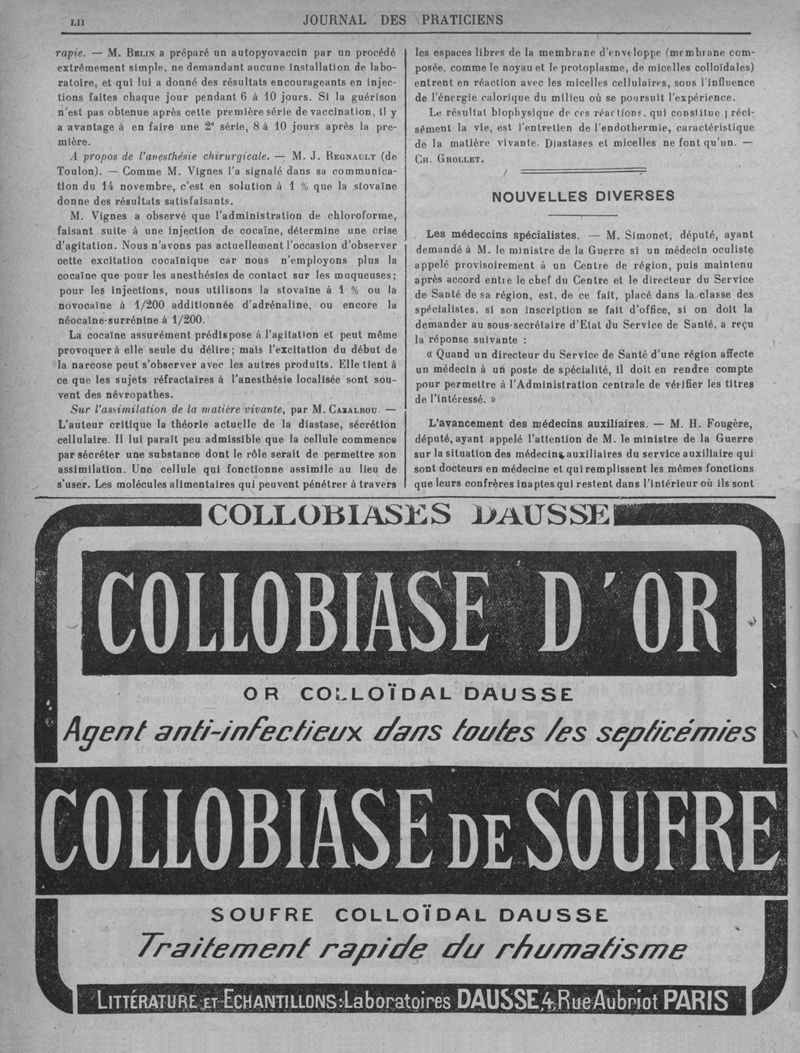 LII
JOURNAL DES PRATICIENS
rapie. — M. BELIN a préparé un autopyovaccin par un procédé
extrêmement simple, ne demandant aucune installation de labo-
ratoire, et qui lui a donné des résultats encourageants en injec-
tions faites chaque jour pendant 6 à 10 jours. Si la guérison
n'est pas obtenue après cette première série de vaccination, il y
a avantage à en faire une 2e série, 8 à 10 jours après la pre-
mière.
A propos de l'anesthésie chirurgicale. — M. J. REGNAULT (de
Toulon). — Comme M. Vignes l'a signalé dans sa communica-
tion du 14 novembre, c'est en solution à 1 % que la stovaïne
donne des résultats satisfaisants.
M. Vignes a observé que l'administration de chloroforme,
faisant suite à une injection de cocaïne, détermine une crise
d'agitation. Nous n'avons pas actuellement l'occasion d'observer
cette excitation cocaïnique car nous n'employons plus la
cocaïne que pour les anesthésies de contact sur les muqueuses;
pour les injections, nous utilisons la stovaïne à 1 % ou la
novocaïne à 1/200 additionnée d'adrénaline, ou encore la
néocaïne-surrénine à 1/200.
La cocaïne assurément prédispose à l'agitation et peut même
provoquer à elle seule du délire; mais l'excitation du début de
la narcose peut s'observer avec les autres produits. Elle tient à
ce que les sujets réfractaires à l'anesthésie localisée sont sou-
vent des névropathes.
Sur l'assimilation de la matière vivante, par M. CAZALBOU. —
L'auteur critique la théorie actuelle de la diastase, sécrétion
cellulaire. Il lui paraît peu admissible que la cellule commence
par sécréter une substance dont le rôle serait de permettre son
assimilation. Une cellule qui fonctionne assimile au lieu de
s'user. Les molécules alimentaires qui peuvent pénétrer à travers
les espaces libres de la membrane d'enveloppe (membrane com-
posée, comme le noyau et le protoplasme, de micelles colloïdales)
entrent en réaction avec les micelles cellulaires, sous l'influence
de l'énergie calorique du milieu où se poursuit l'expérience.
Le résultat biophysique de ces réactions, qui constitue préci-
sément la vie, est l'entretien de l'endothermie, caractéristique
de la matière vivante. Diastases et micelles ne font qu'un. —
CH. GROLLET.
NOUVELLES DIVERSES
Les médeccins spécialistes. — M. Simonet, député, ayant
demandé à M. le ministre de la Guerre si un médecin oculiste
appelé provisoirement à un Centre de région, puis maintenu
après accord entre le chef du Centre et le directeur du Service
de Santé de sa région, est, de ce fait, placé dans la classe des
spécialistes, si son inscription se fait d'office, si on doit la
demander au sous-secrétaire d'Etat du Service de Santé, a reçu
la réponse suivante :
« Quand un directeur du Service de Santé d'une région affecte
un médecin à un poste de spécialité, il doit en rendre compte
pour permettre à l'Administration centrale de vérifier les titres
de l'intéressé. »
L'avancement des médecins auxiliaires. — M. H. Fougère,
député, ayant appelé l'attention de M. le ministre de la Guerre
sur la situation des médecins auxiliaires du service auxiliaire qui
sont docteurs en médecine et qui remplissent les mêmes fonctions
que leurs confrères inaptes qui restent dans l'intérieur où ils sont
COLLOBIASES DAUSSE
COLLOBIASE D'OR
OR COLLOÏDAL DAUSSE
Agent anti-infectieux dans toutes les septicémies
COLLOBIASE DE SOUFRE
SOUFRE COLLOÏDAL DAUSSE
Traitement rapide du rhumatisme
LITTÉRATURE ET ECHANTILLONS: Laboratoires DAUSSE, 4, Rue Aubriot PARIS